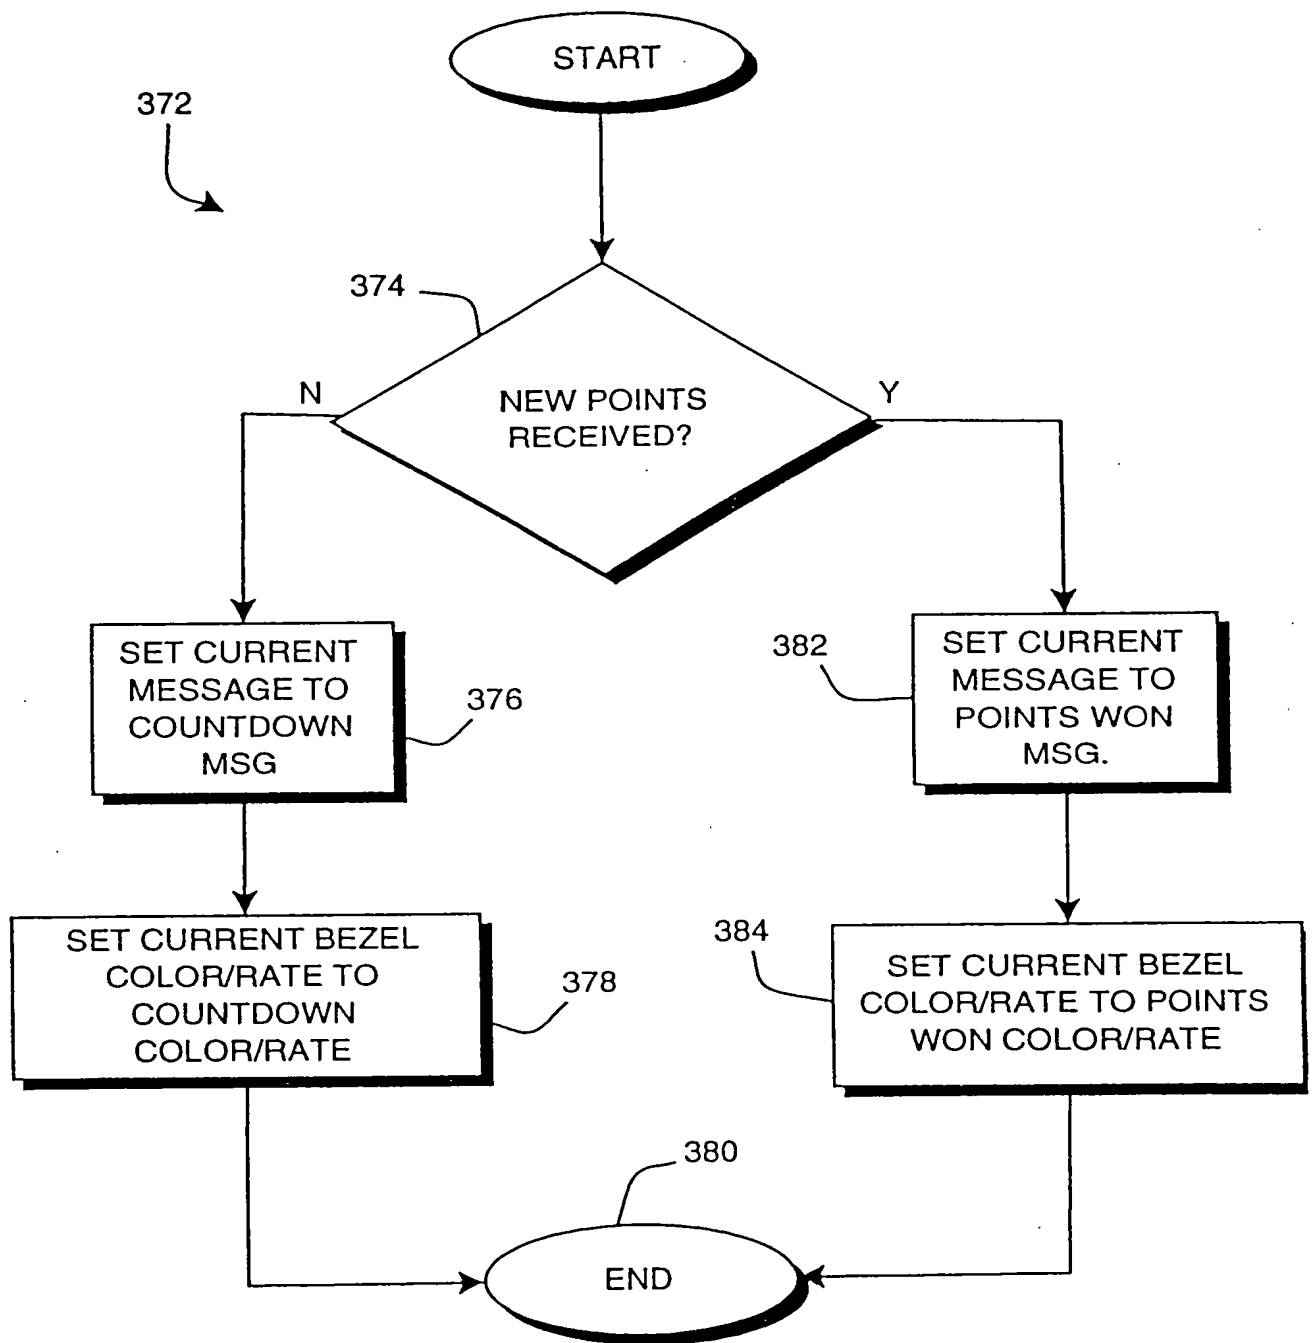 START
372
374
N
Y
NEW POINTS
RECEIVED?
SET CURRENT
MESSAGE TO
COUNTDOWN
MSG
376
382
SET CURRENT
MESSAGE TO
POINTS WON
MSG.
SET CURRENT BEZEL
COLOR/RATE TO
COUNTDOWN
COLOR/RATE
378
384
SET CURRENT BEZEL
COLOR/RATE TO POINTS
WON COLOR/RATE
380
END